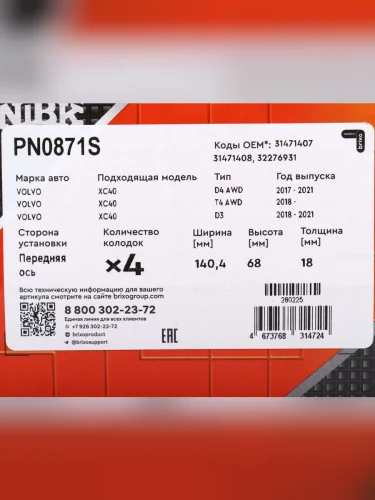 NiBK
brixo
PN0871S
Коды OEM*: 31471407
31471408, 32276931
Марка авто Подходящая модель Тип Год выпуска
VOLVO XC40 D4 AWD 2017 - 2021
VOLVO XC40 T4 AWD 2018 -
VOLVO XC40 D3 2018 - 2021
Сторона установки Количество колодок Ширина [мм] Высота [мм] Толщина [мм]
Передняя ось ×4 140,4 68 18
Всю техническую информацию для вашего
артикула смотрите на сайте brixogroup.com
8 800 302-23-72
Единая линия для всех клиентов
+7 926 302-22-72
brixoproduct
brixosupport
EAC
280225
4 673768 314724